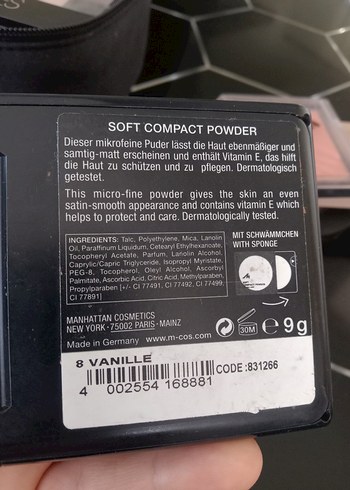 SOFT COMPACT POWDER
Dieser mikrofeine Puder lässt die Haut ebenmäßiger und
samtig-matt erscheinen und enthält Vitamin E, das hilft
die Haut zu schützen und zu pflegen. Dermatologisch
getestet.
This micro-fine powder gives the skin an even
satin-smooth appearance and contains vitamin E which
helps to protect and care. Dermatologically tested.
INGREDIENTS: Talc, Polyethylene, Mica, Lanolin
Oil, Paraffinum Liquidum, Cetearyl Ethylhexanoate,
Tocopheryl Acetate, Parfum, Lanolin Alcohol,
Caprylic/Capric Triglyceride, Isopropyl Myristate,
PEG-8, Tocopherol, Oleyl Alcohol, Ascorbyl
Palmitate, Ascorbic Acid, Citric Acid, Methylparaben,
Propylparaben [+/- CI 77491, CI 77492, CI 77499,
CI 77891]
MIT SCHWÄMMCHEN
WITH SPONGE
MANHATTAN COSMETICS
NEW YORK · 75002 PARIS · MAINZ
Made in Germany www.m-cos.com
30M
e 9g
8 VANILLE
CODE :831266
4 002554 168881